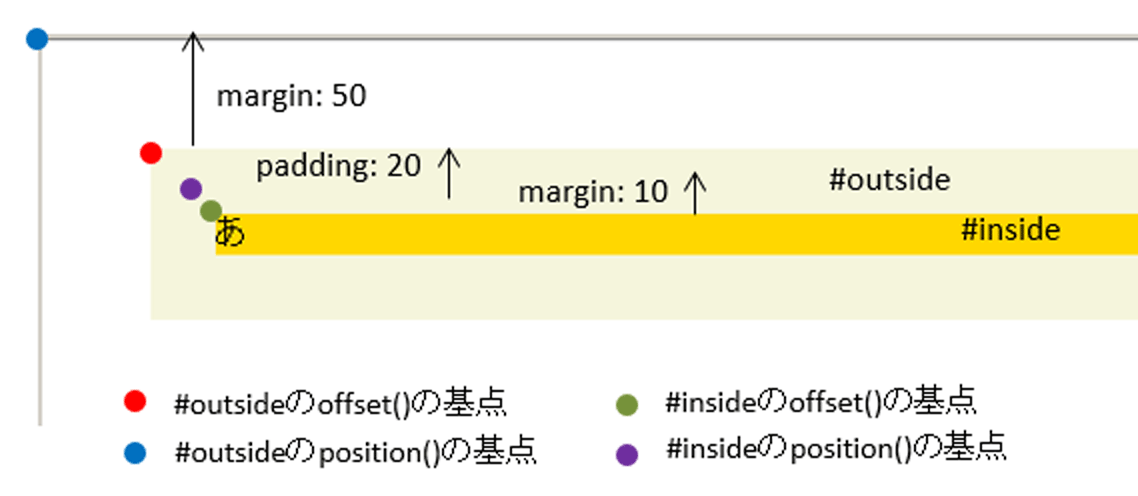 margin: 50
padding: 20
margin: 10
#outside
あ
#inside
#outsideのoffset()の基点
#insideのoffset()の基点
#outsideのposition()の基点
#insideのposition()の基点